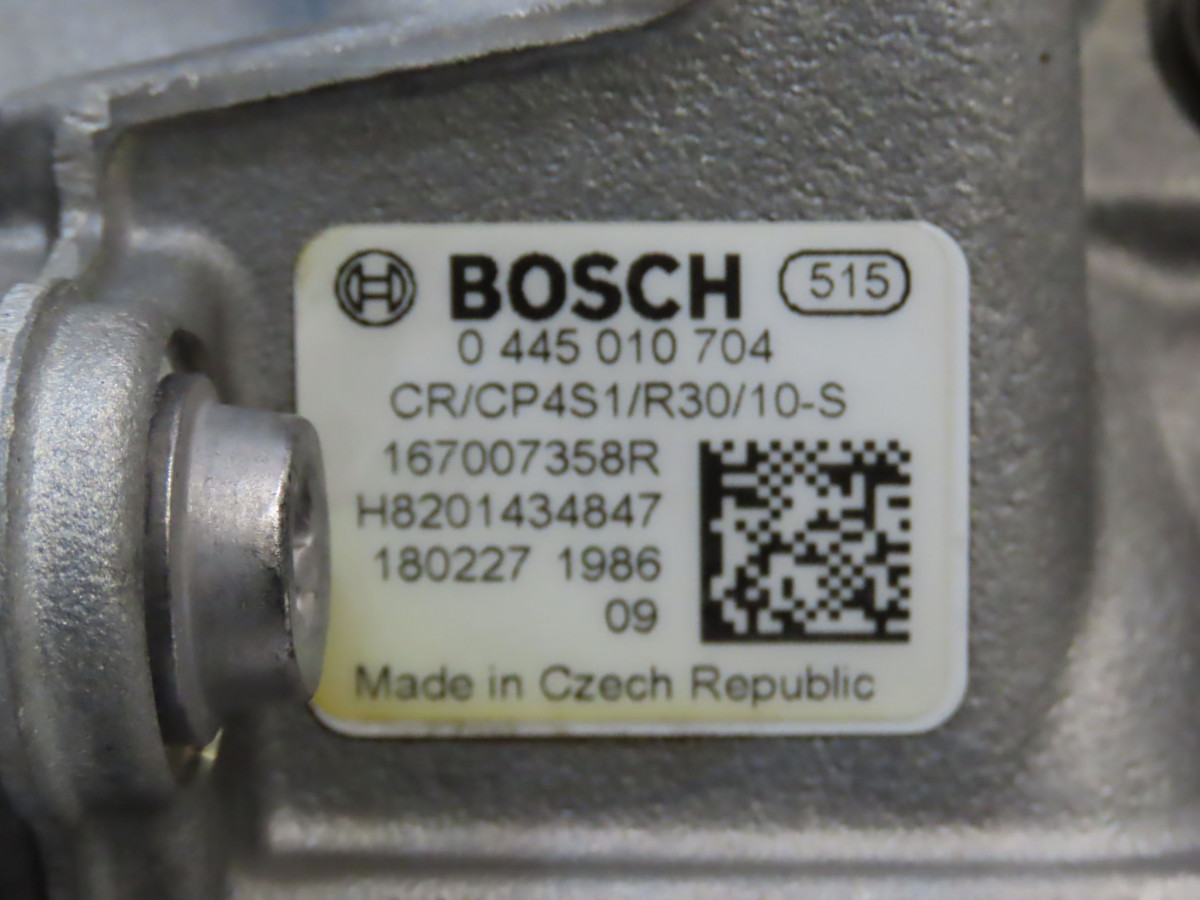 BOSCH 515
0 445 010 704
CR/CP4S1/R30/10-S
167007358R
H8201434847
180227 1986
09
Made in Czech Republic